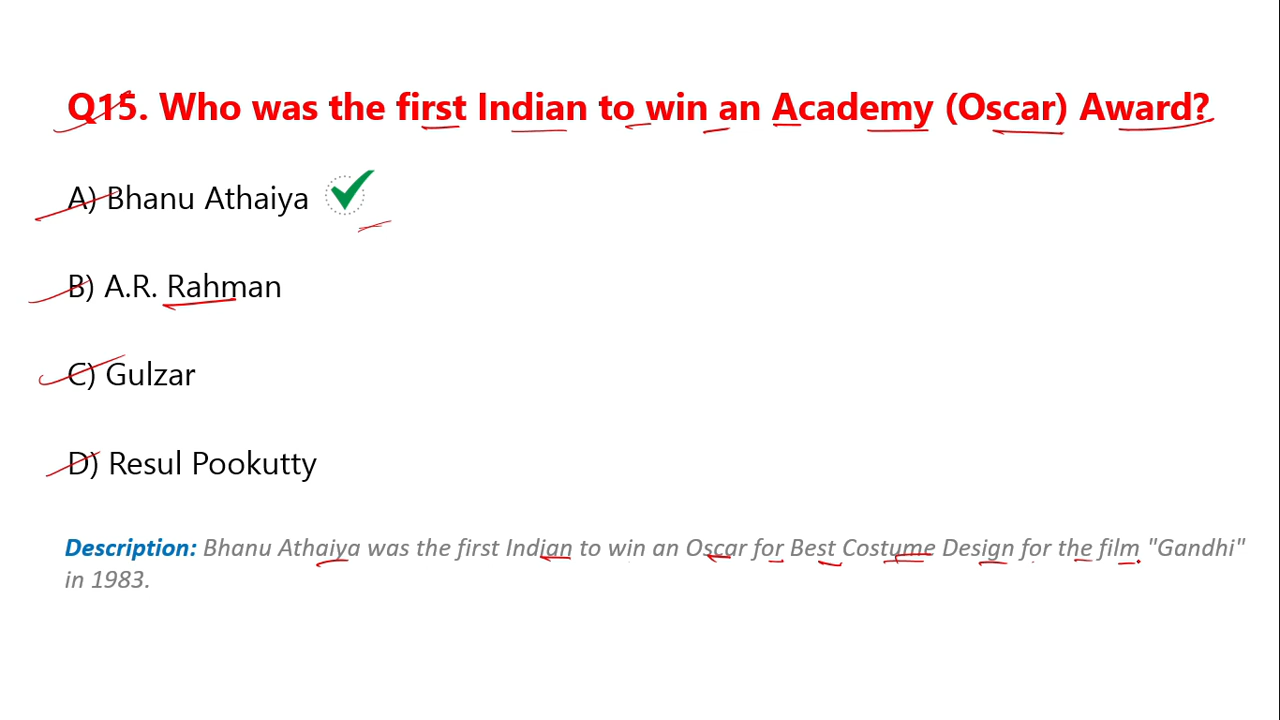 Q15. Who was the first Indian to win an Academy (Oscar) Award?
A) Bhanu Athaiya
B) A.R. Rahman
C) Gulzar
D) Resul Pookutty
Description: Bhanu Athaiya was the first Indian to win an Oscar for Best Costume Design for the film "Gandhi"
in 1983.